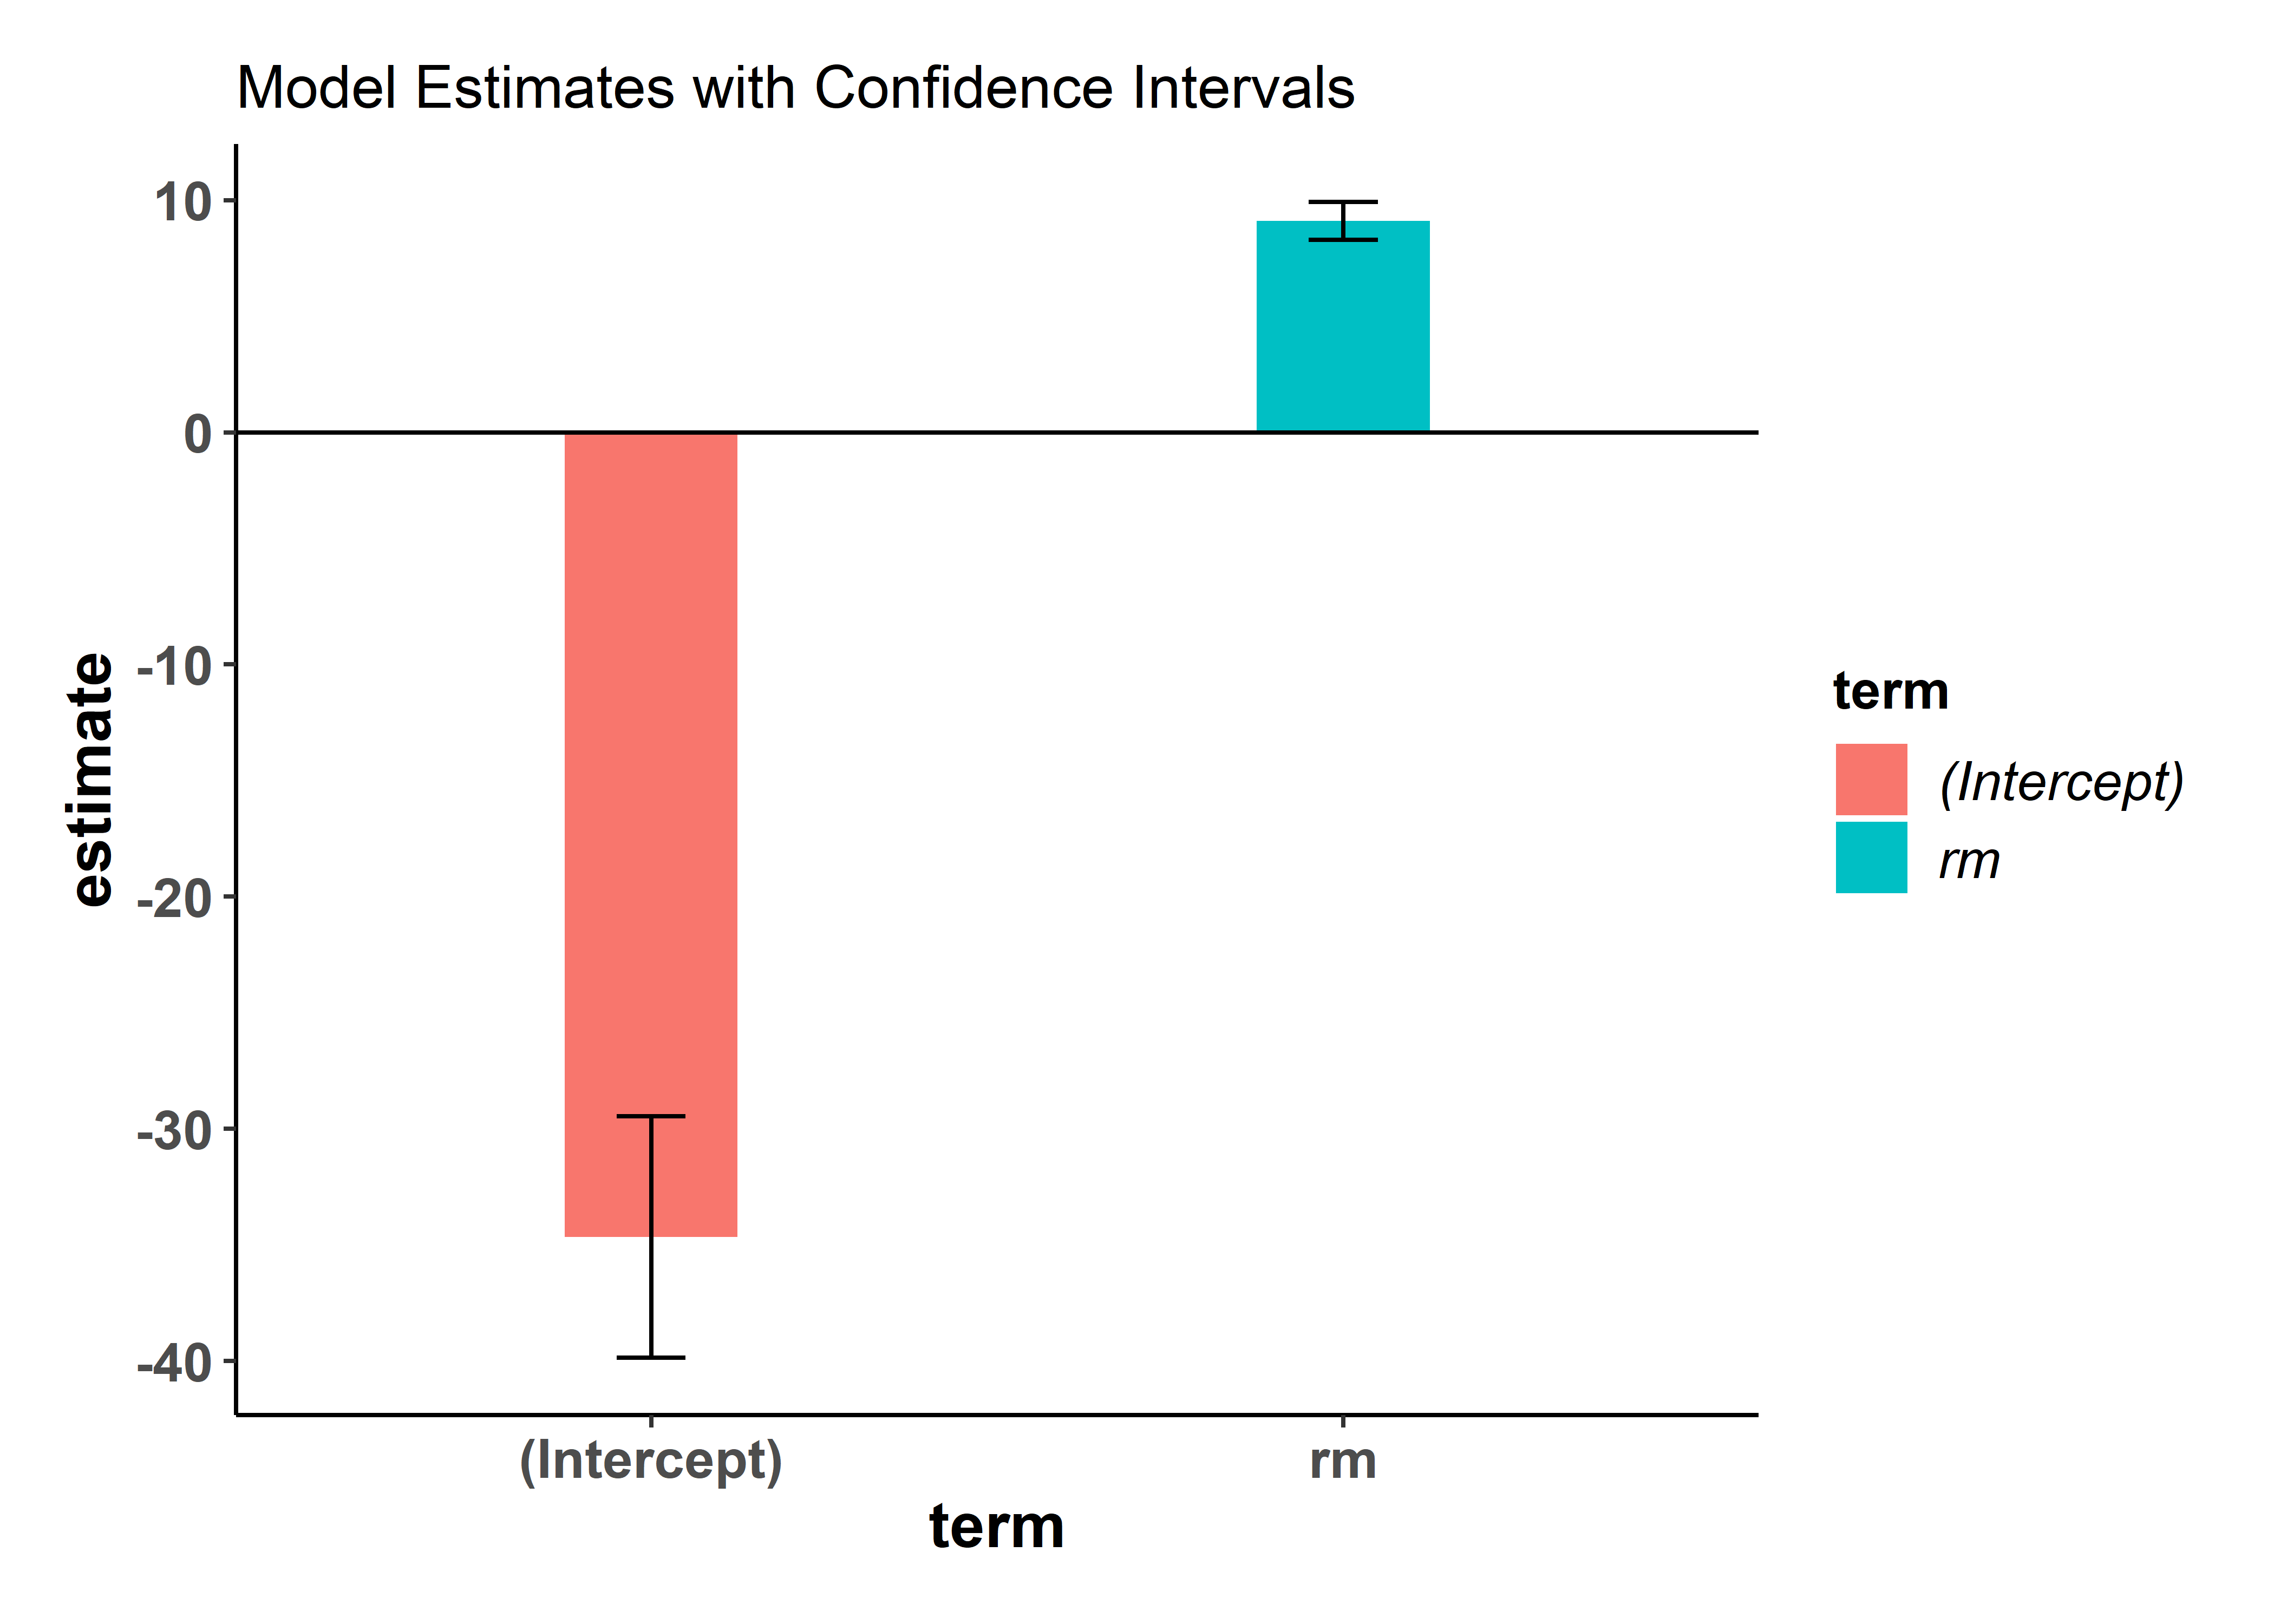 Model Estimates with Confidence Intervals
10
0
-10
-20
-30
-40
estimate
(Intercept)
rm
term
term
(Intercept)
rm